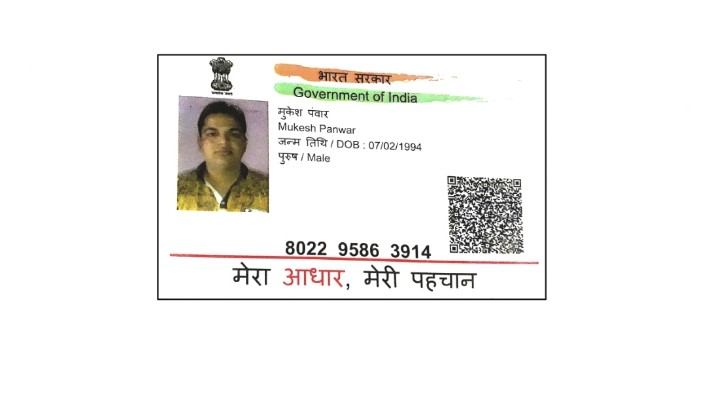 भारत सरकार
Government of India
मुकेश पंवार
Mukesh Panwar
जन्म तिथि / DOB : 07/02/1994
पुरुष / Male
8022 9586 3914
मेरा आधार, मेरी पहचान